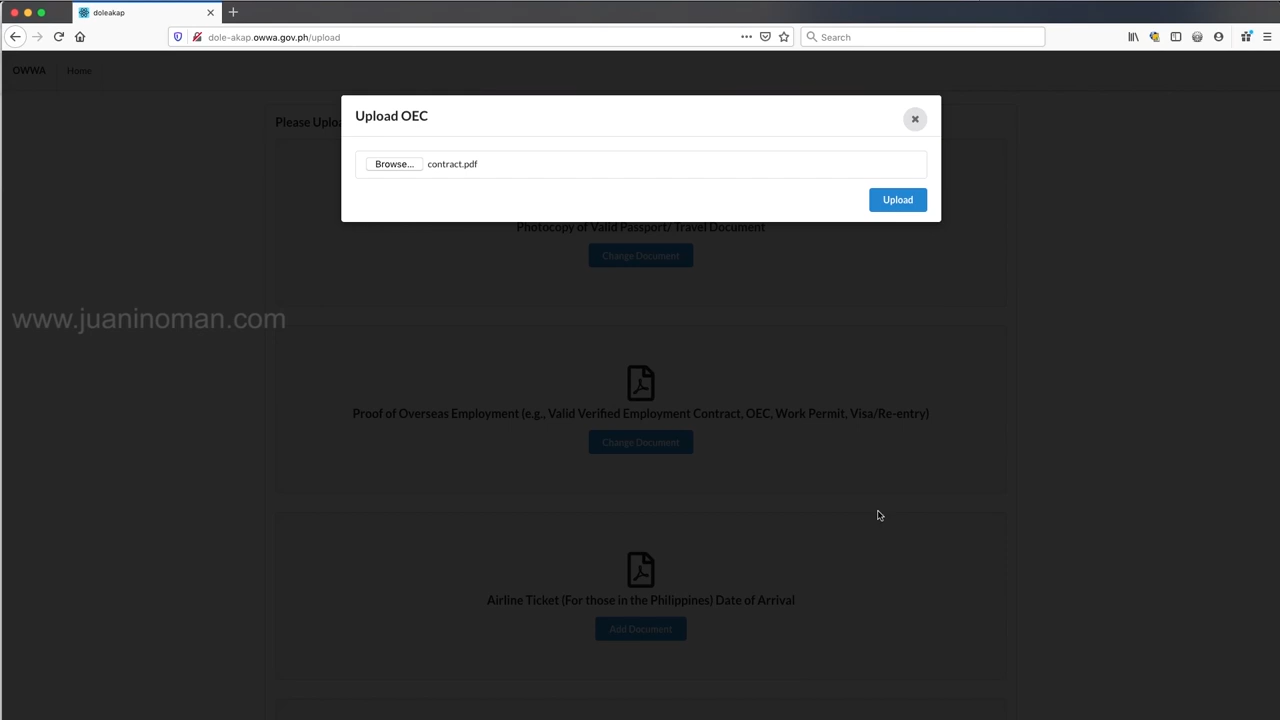 doleakap
dole-akap.owwa.gov.ph/upload
Search
OWWA
Home
Please Uplo
Upload OEC
Browse...
contract.pdf
Upload
Photocopy of Valid Passport/ Travel Document
Change Document
www.juaninoman.com
Proof of Overseas Employment (e.g., Valid Verified Employment Contract, OEC, Work Permit, Visa/Re-entry)
Change Document
Airline Ticket (For those in the Philippines) Date of Arrival
Add Document